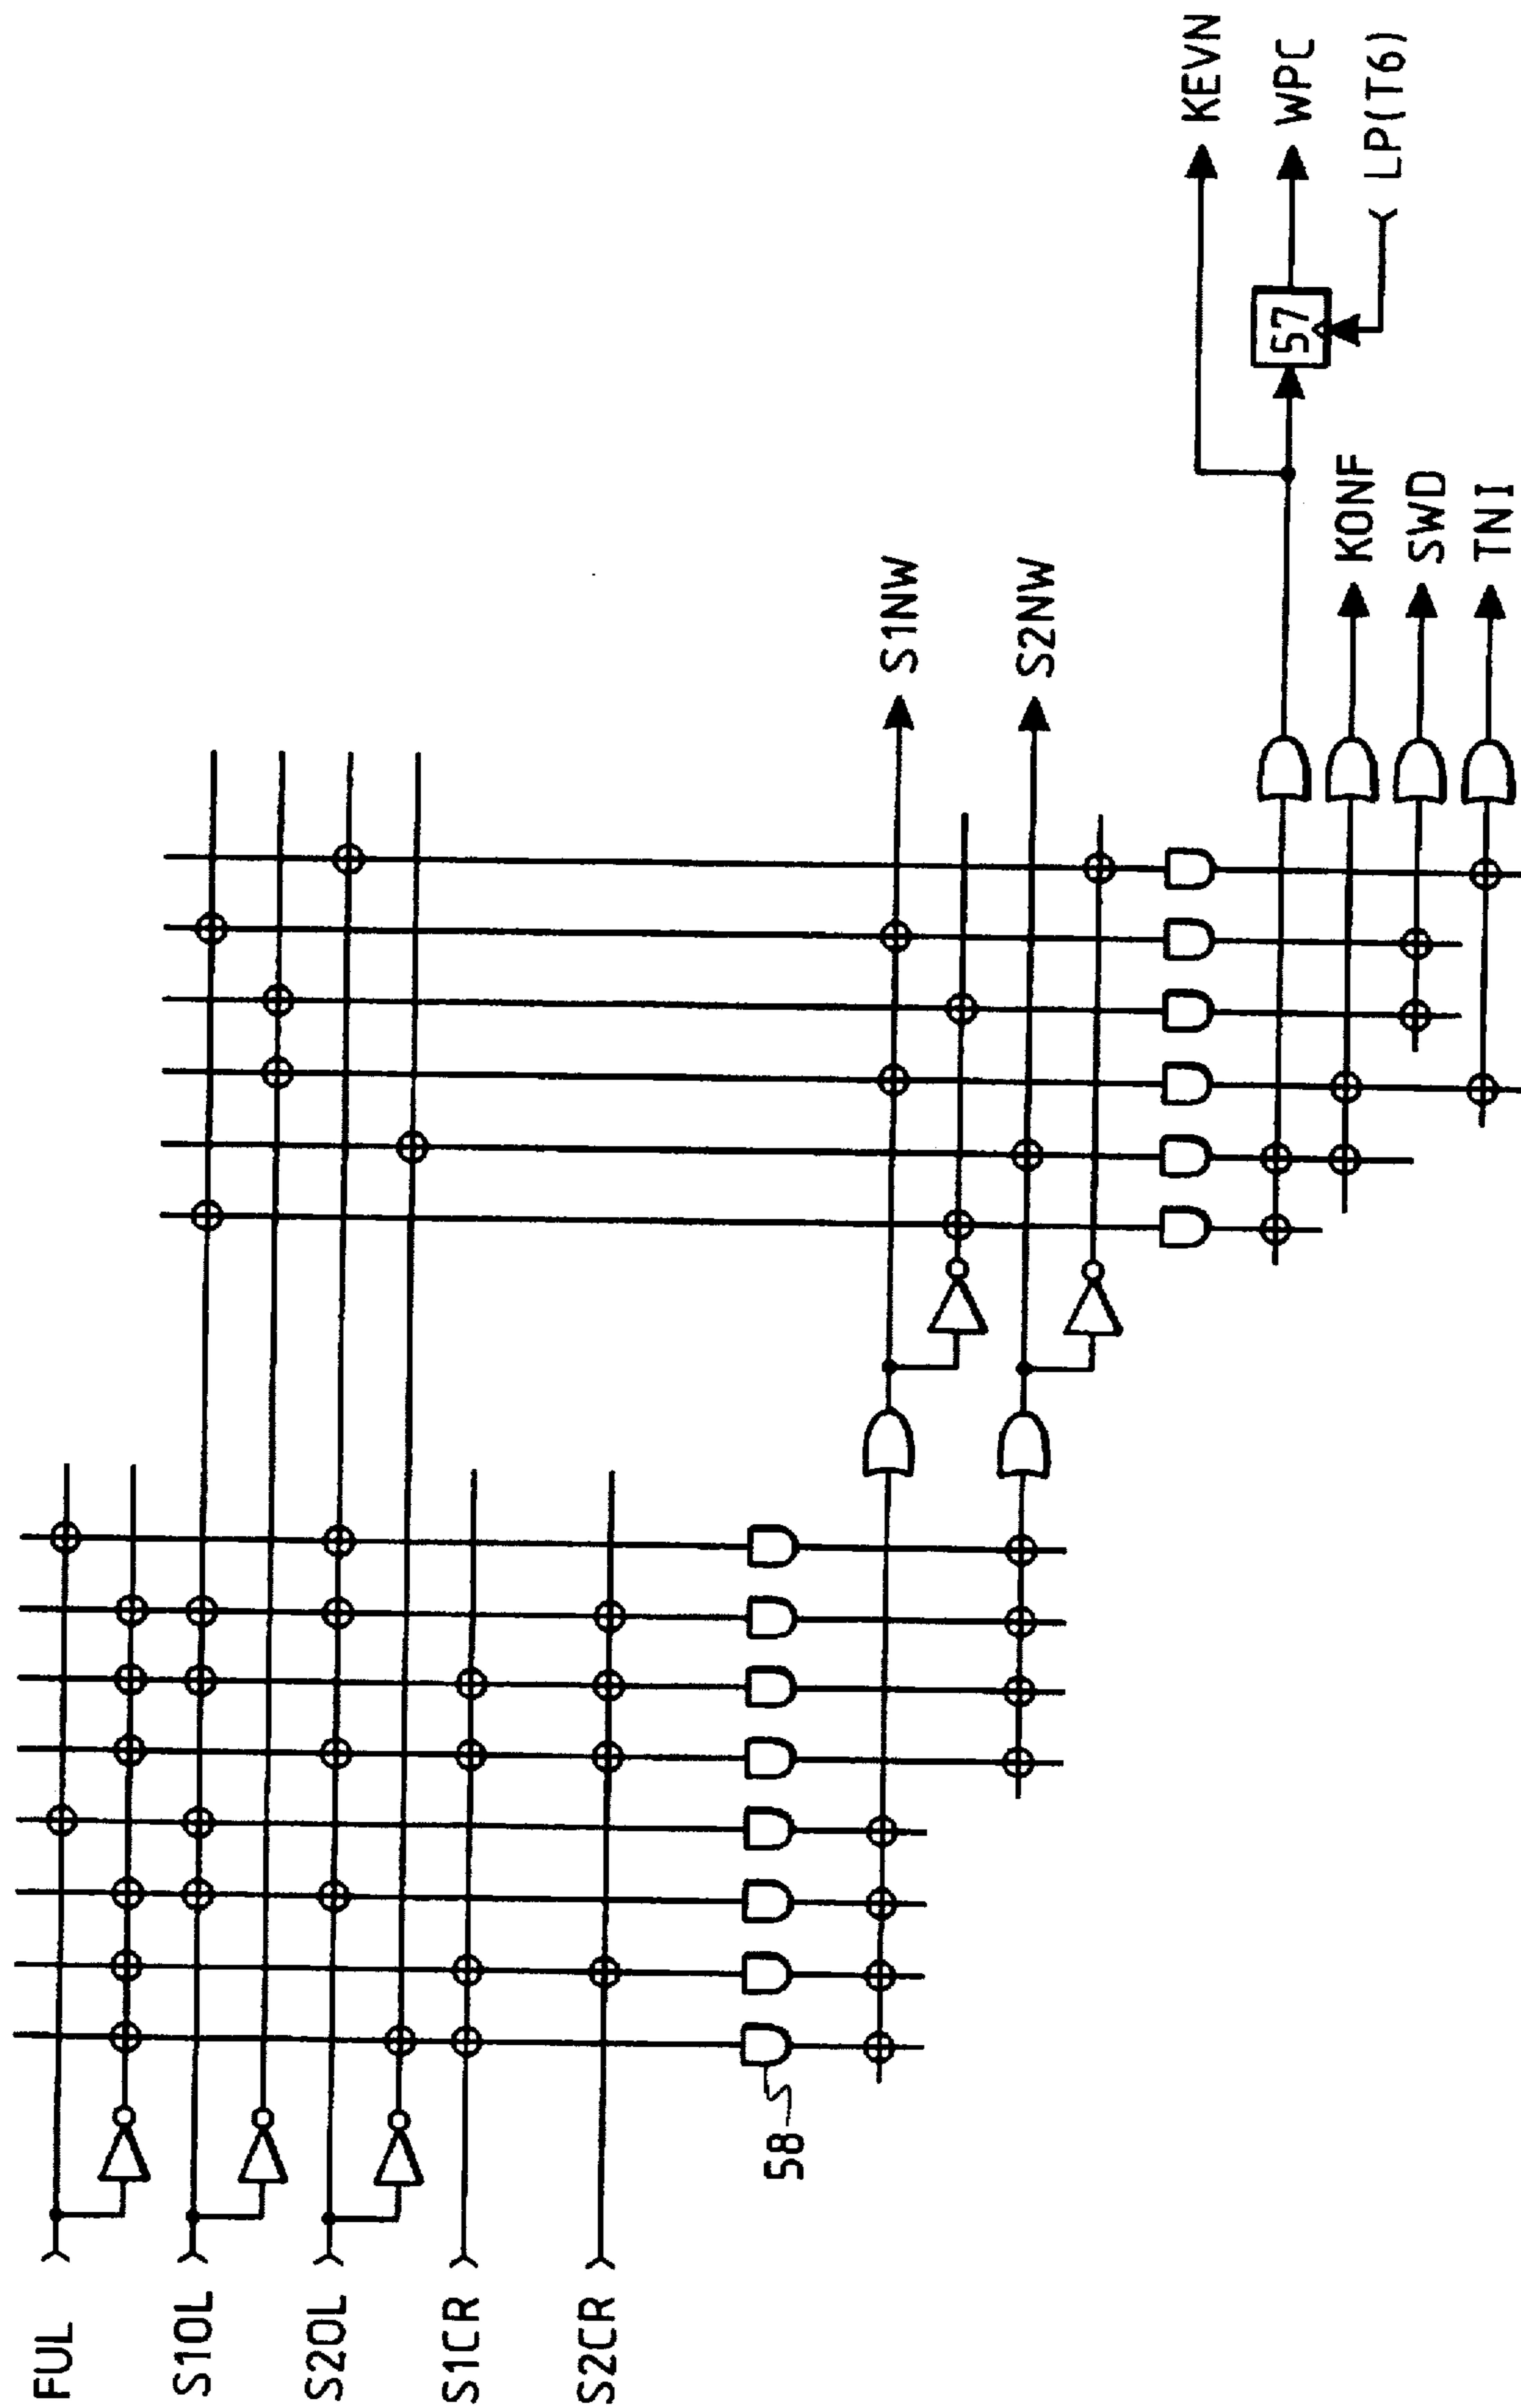 FUL
S1OL
S2OL
S1CR
S2CR
58
S1NW
S2NW
KEVN
57
WPC
LP(T6)
KONF
SWD
TNI